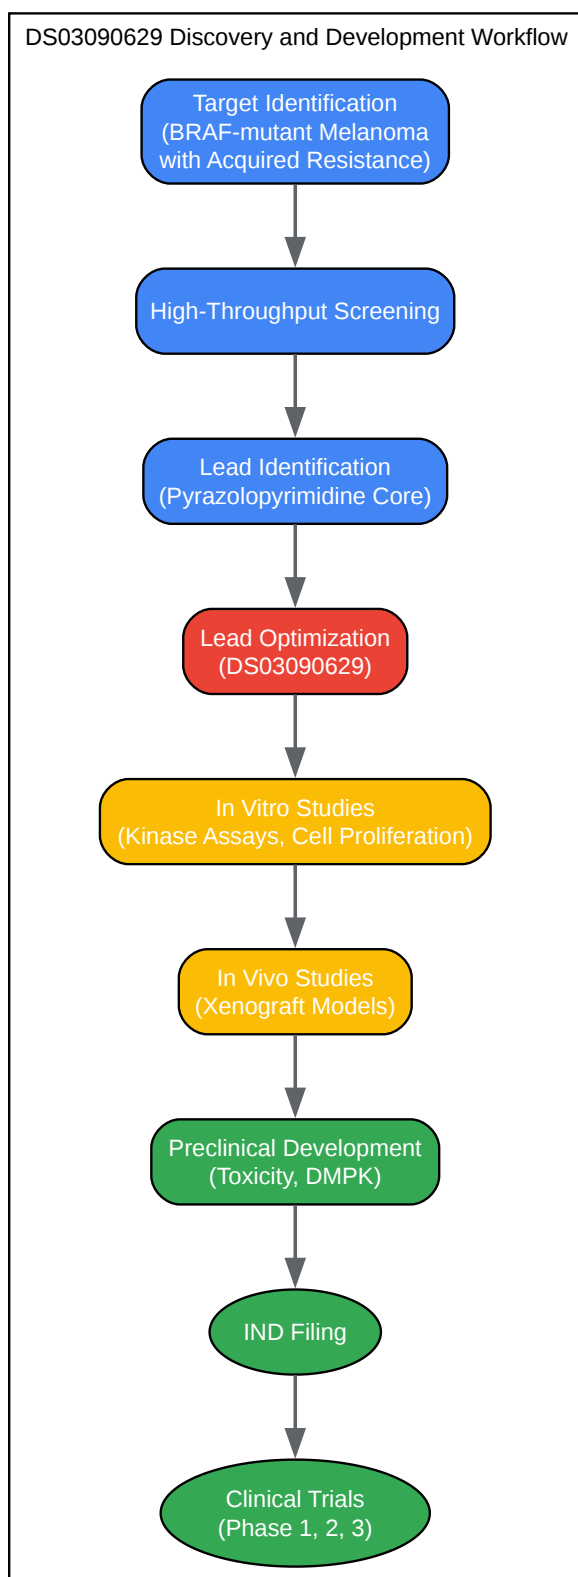 DS03090629 Discovery and Development Workflow
Target Identification
(BRAF-mutant Melanoma
with Acquired Resistance)
High-Throughput Screening
Lead Identification
(Pyrazolopyrimidine Core)
Lead Optimization
(DS03090629)
In Vitro Studies
(Kinase Assays, Cell Proliferation)
In Vivo Studies
(Xenograft Models)
Preclinical Development
(Toxicity, DMPK)
IND Filing
Clinical Trials
(Phase 1, 2, 3)